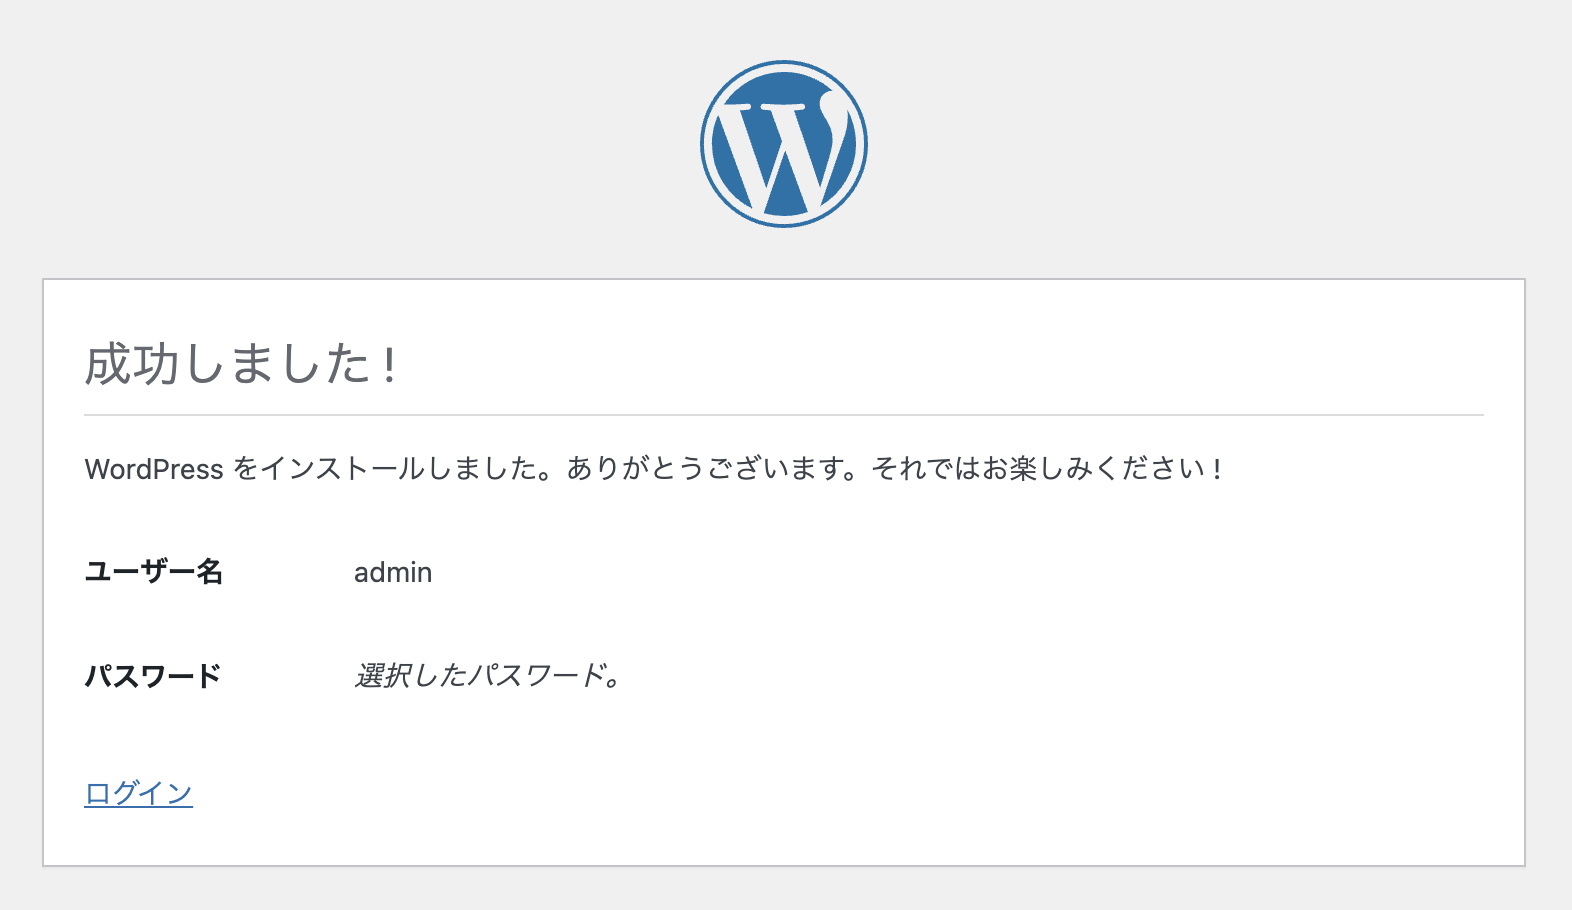 成功しました !
WordPress をインストールしました。ありがとうございます。それではお楽しみください !
ユーザー名 admin
パスワード 選択したパスワード。
ログイン